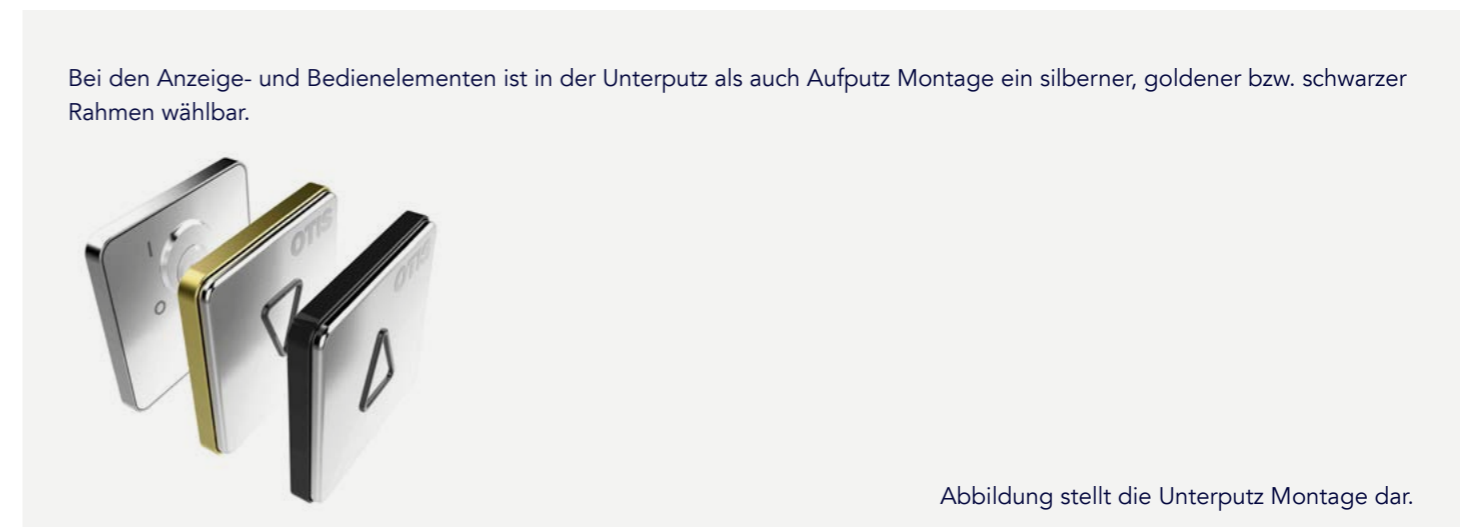 Bei den Anzeige- und Bedienelementen ist in der Unterputz als auch Aufputz Montage ein silberner, goldener bzw. schwarzer
Rahmen wählbar.
I
O
OTIS
OTIS
Abbildung stellt die Unterputz Montage dar.